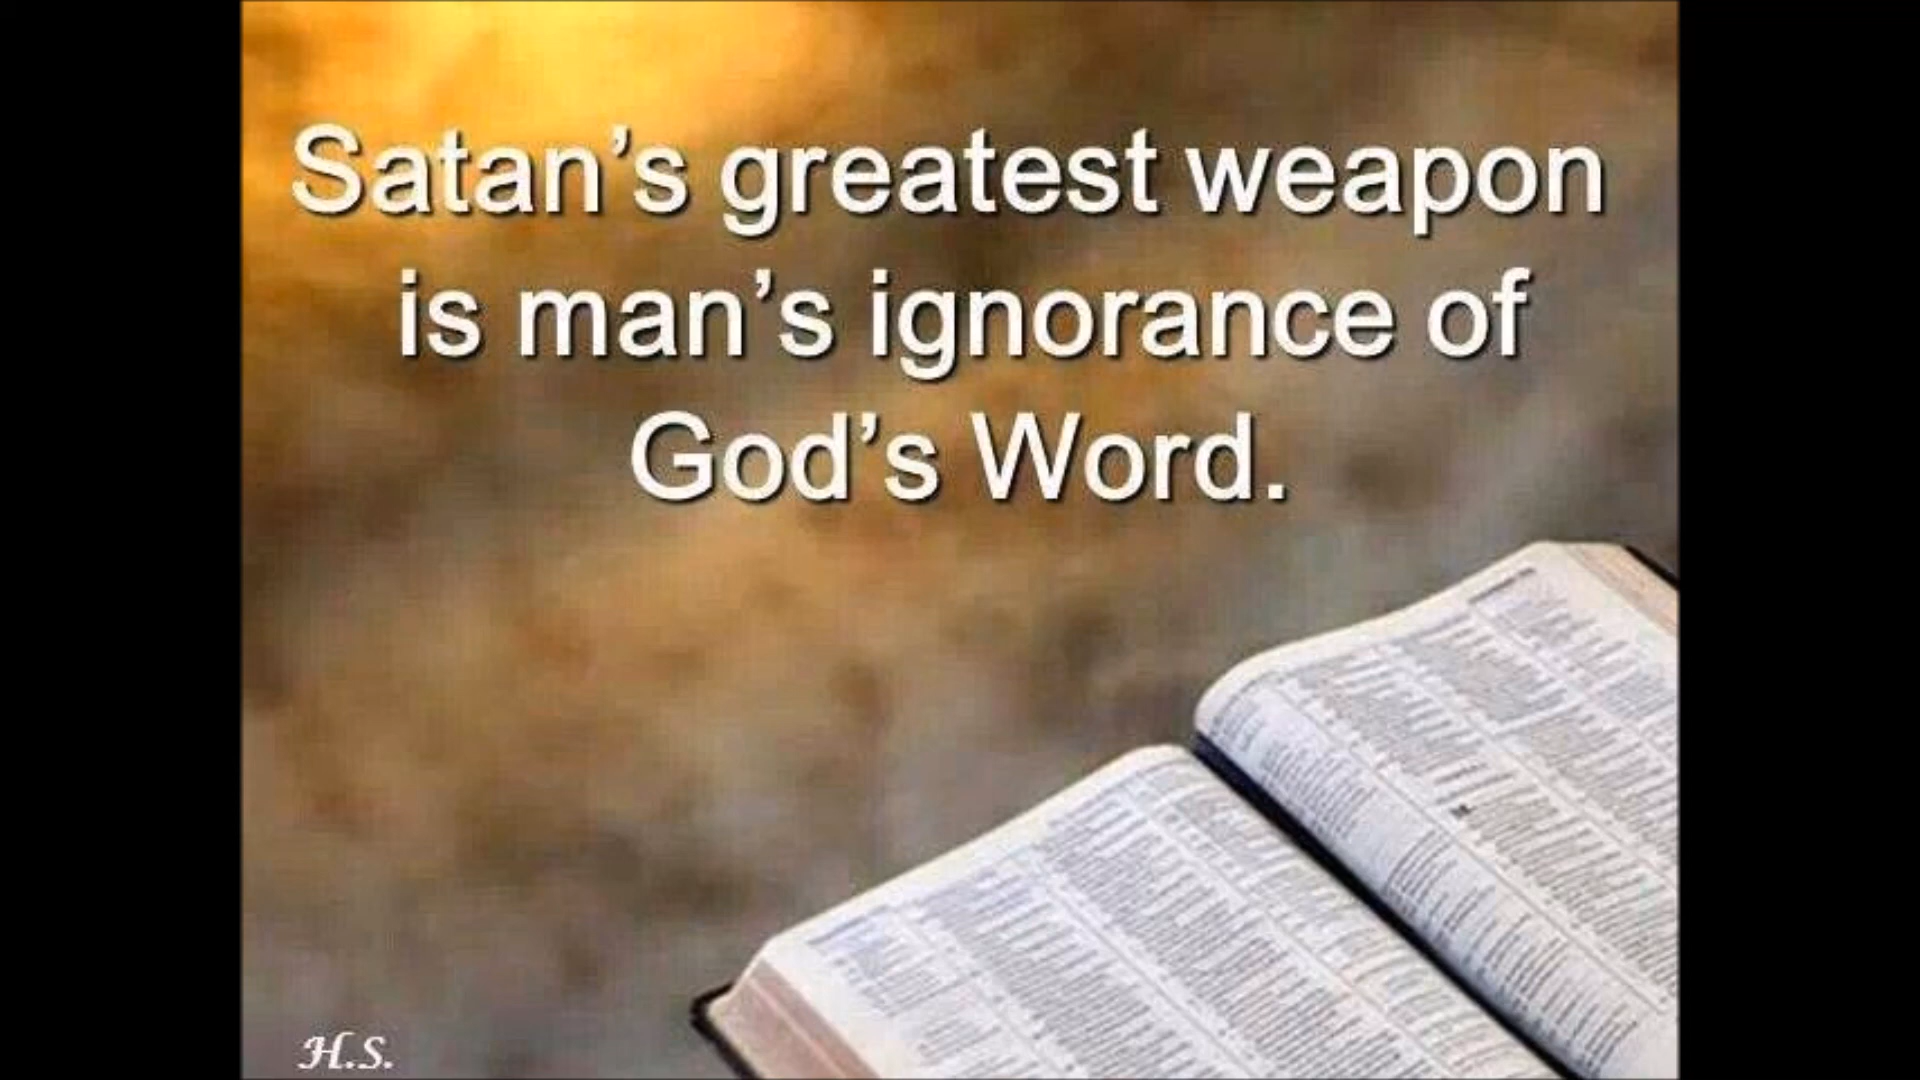 Satan’s greatest weapon
is man’s ignorance of
God’s Word.
H.S.